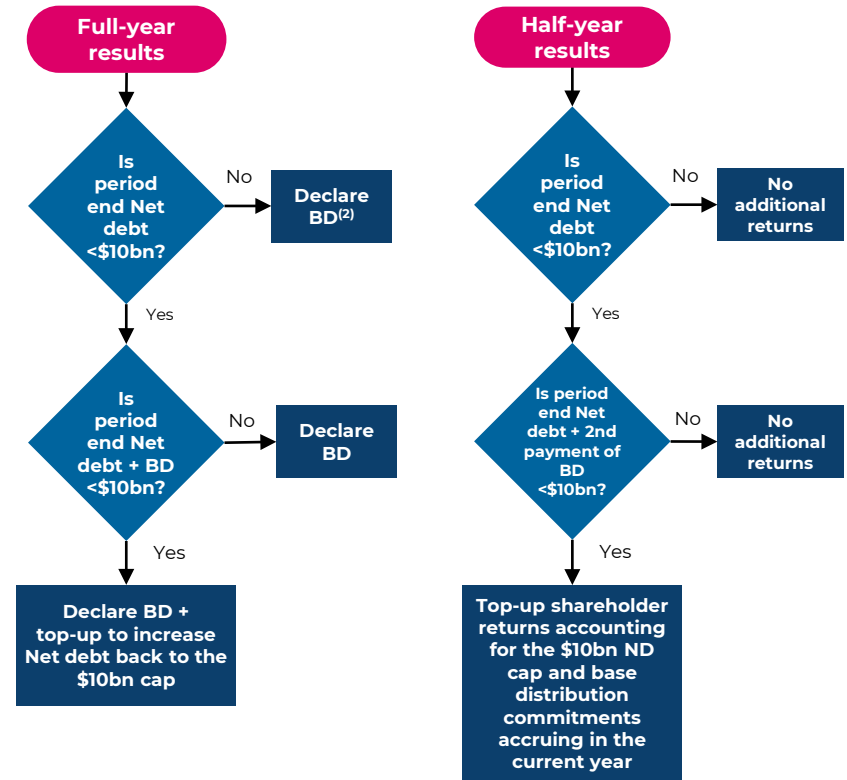 Full-year
results
Is
period
end Net
debt
<$10bn?
No
Declare
BD(2)
Yes
Is
period
end Net
debt + BD
<$10bn?
No
Declare
BD
Yes
Declare BD +
top-up to increase
Net debt back to the
$10bn cap
Half-year
results
Is
period
end Net
debt
<$10bn?
No
No
additional
returns
Yes
Is period
end Net
debt + 2nd
payment of
BD
<$10bn?
No
No
additional
returns
Yes
Top-up shareholder
returns accounting
for the $10bn ND
cap and base
distribution
commitments
accruing in the
current year